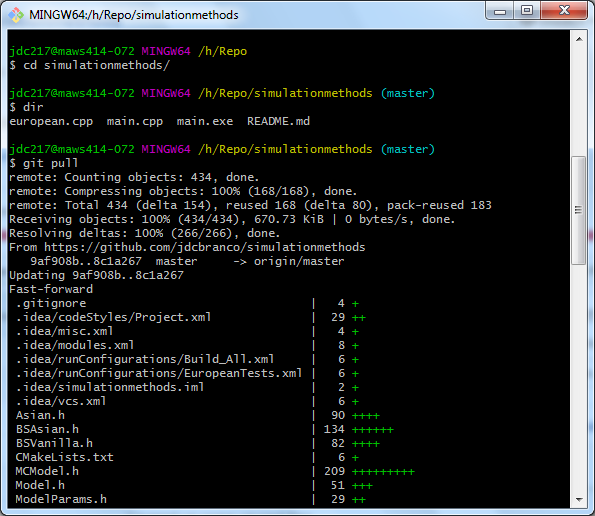 MINGW64:/h/Repo/simulationmethods
jdc217@maws414-072 MINGW64 /h/Repo
$ cd simulationmethods/
jdc217@maws414-072 MINGW64 /h/Repo/simulationmethods (master)
$ dir
european.cpp  main.cpp  main.exe  README.md
jdc217@maws414-072 MINGW64 /h/Repo/simulationmethods (master)
$ git pull
remote: Counting objects: 434, done.
remote: Compressing objects: 100% (168/168), done.
remote: Total 434 (delta 154), reused 168 (delta 80), pack-reused 183
Receiving objects: 100% (434/434), 670.73 KiB | 0 bytes/s, done.
Resolving deltas: 100% (266/266), done.
From https://github.com/jdcbranco/simulationmethods
   9af908b..8c1a267  master     -> origin/master
Updating 9af908b..8c1a267
Fast-forward
 .gitignore                         |   4 +
 .idea/codeStyles/Project.xml       |  29 ++
 .idea/misc.xml                     |   4 +
 .idea/modules.xml                  |   8 +
 .idea/runConfigurations/Build_All.xml     |   6 +
 .idea/runConfigurations/EuropeanTests.xml |   6 +
 .idea/simulationmethods.iml        |   2 +
 .idea/vcs.xml                      |   6 +
 Asian.h                            |  90 ++++
 BSAsian.h                          | 134 ++++++
 BSVanilla.h                        |  82 ++++
 CMakeLists.txt                     |   6 +
 MCModel.h                          | 209 +++++++++
 Model.h                            |  51 +++
 ModelParams.h                      |  29 ++